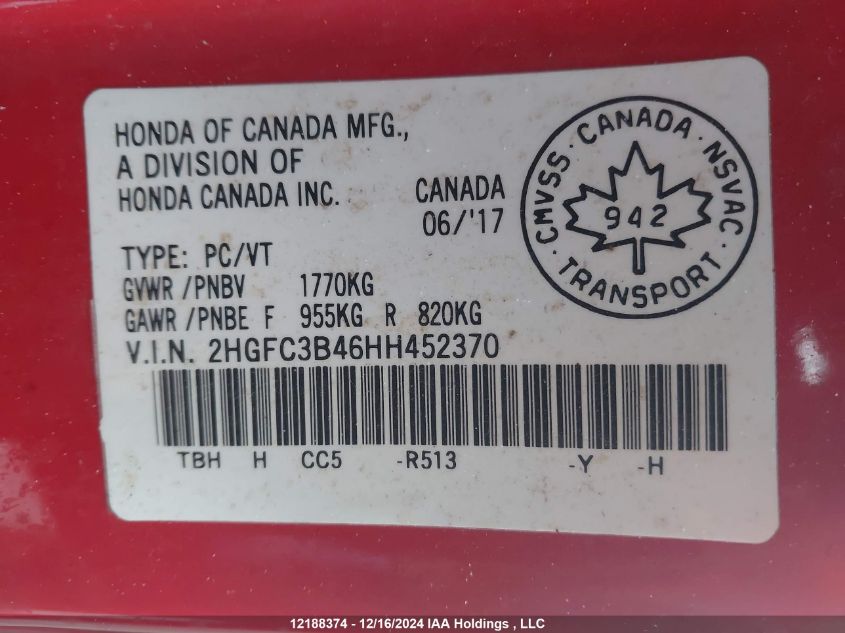 HONDA OF CANADA MFG.,
A DIVISION OF
HONDA CANADA INC. CANADA
06/'17
TYPE: PC/VT
GVWR /PNBV 1770KG
GAWR /PNBE F 955KG R 820KG
V.I.N. 2HGFC3B46HH452370
TBH H CC5 -R513 -Y -H
CMVSS · CANADA · NSVAC
942
TRANSPORT
12188374 - 12/16/2024 IAA Holdings , LLC